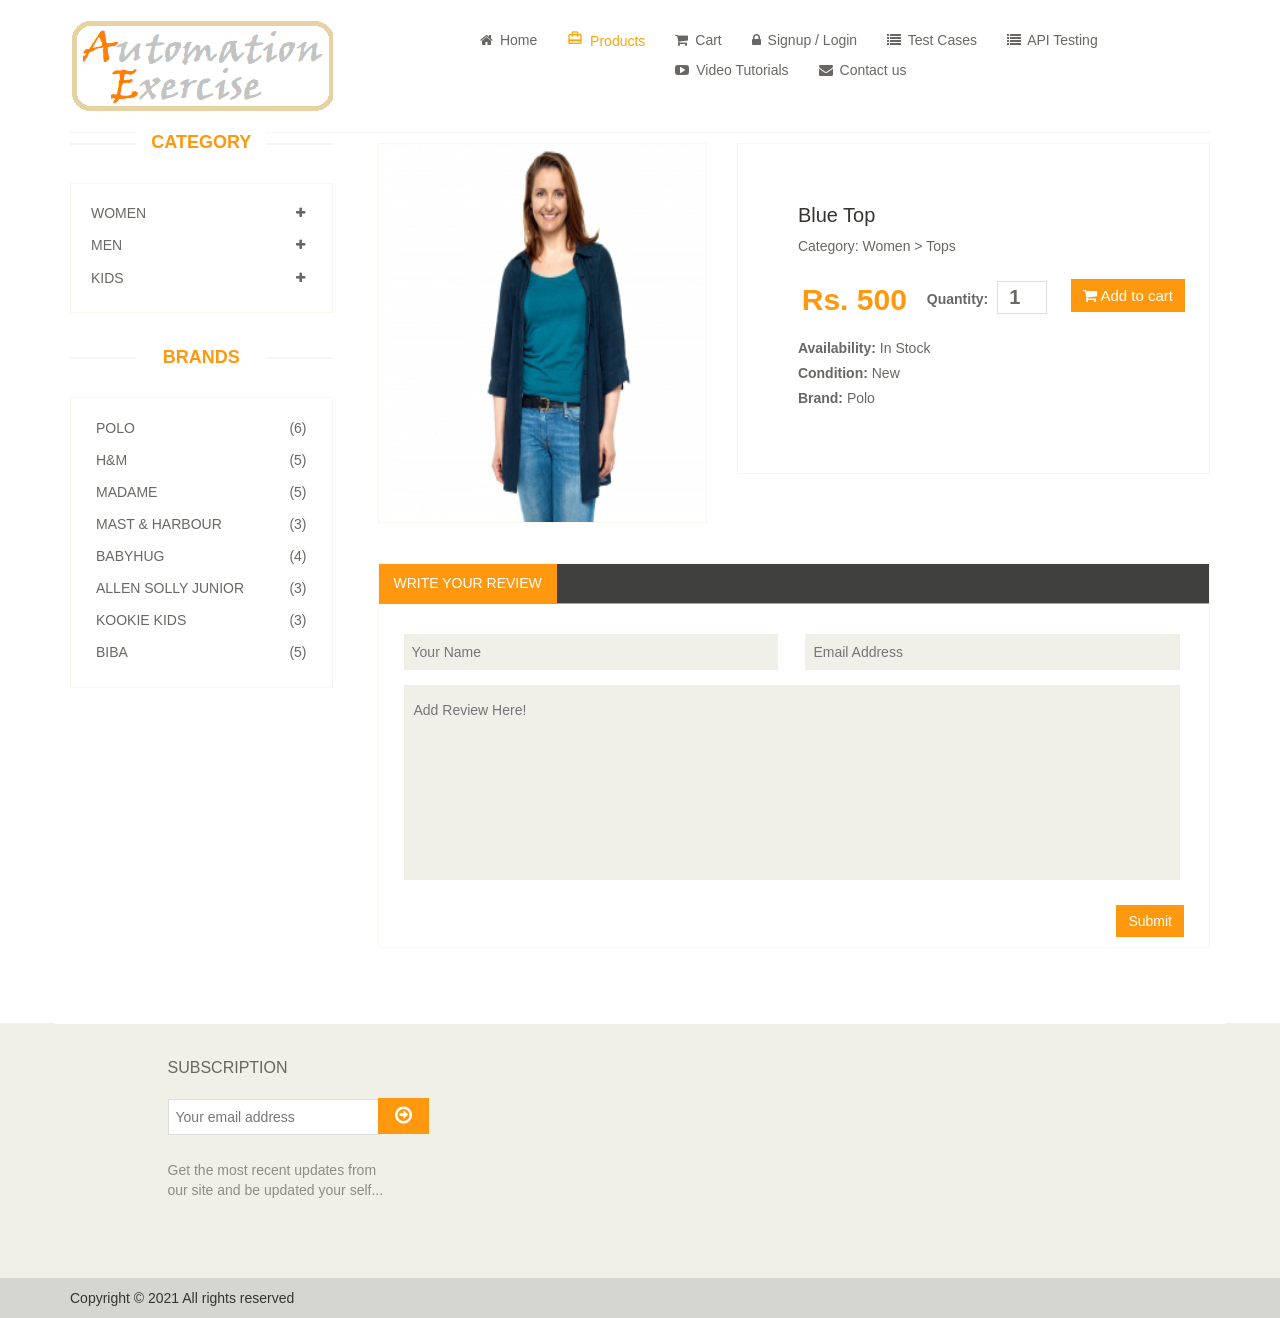 Automation
Exercise
Home
Products
Cart
Signup / Login
Test Cases
API Testing
Video Tutorials
Contact us
CATEGORY
WOMEN
MEN
KIDS
BRANDS
POLO (6)
H&M (5)
MADAME (5)
MAST & HARBOUR (3)
BABYHUG (4)
ALLEN SOLLY JUNIOR (3)
KOOKIE KIDS (3)
BIBA (5)
Blue Top
Category: Women > Tops
Rs. 500 Quantity: 1 Add to cart
Availability: In Stock
Condition: New
Brand: Polo
WRITE YOUR REVIEW
Your Name
Email Address
Add Review Here!
Submit
SUBSCRIPTION
Your email address
Get the most recent updates from
our site and be updated your self...
Copyright © 2021 All rights reserved